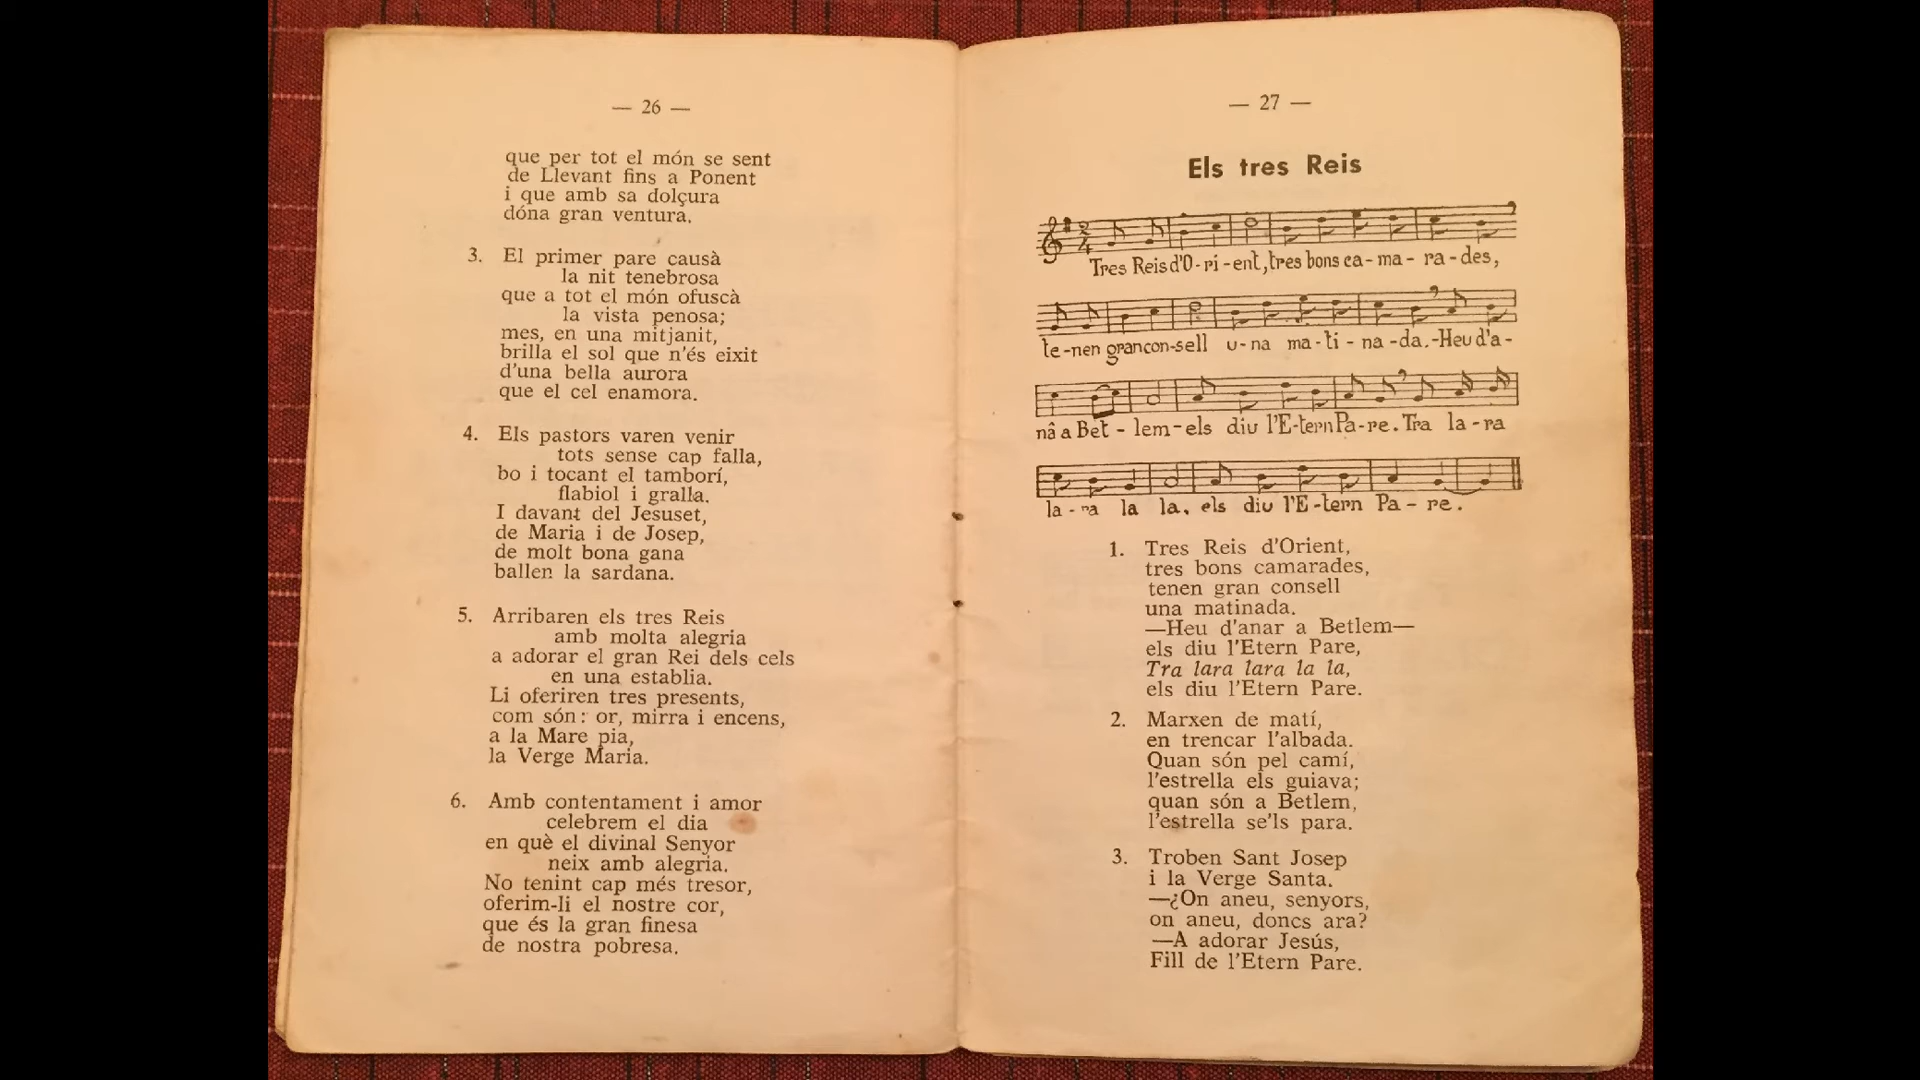 — 26 —
que per tot el món se sent
de Llevant fins a Ponent
i que amb sa dolçura
dóna gran ventura.
3. El primer pare causà
la nit tenebrosa
que a tot el món ofuscà
la vista penosa;
mes, en una mitjanit,
brilla el sol que n'és eixit
d'una bella aurora
que el cel enamora.
4. Els pastors varen venir
tots sense cap falla,
bo i tocant el tamborí,
flabiol i gralla.
I davant del Jesuset,
de Maria i de Josep,
de molt bona gana
ballen la sardana.
5. Arribaren els tres Reis
amb molta alegria
a adorar el gran Rei dels cels
en una establia.
Li oferiren tres presents,
com són: or, mirra i encens,
a la Mare pia,
la Verge Maria.
6. Amb contentament i amor
celebrem el dia
en què el divinal Senyor
neix amb alegria.
No tenint cap més tresor,
oferim-li el nostre cor,
que és la gran finesa
de nostra pobresa.
— 27 —
Els tres Reis
2/4
Tres Reis d'O-ri-ent, tres bons ca-ma-ra-des,
te-nen gran con-sell u-na ma-ti-na-da.-Heu d'a-
nâ a Bet-lem-els diu l'E-tern Pa-re. Tra la-ra
la-ra la la, els diu l'E-tern Pa-re.
1. Tres Reis d'Orient,
tres bons camarades,
tenen gran consell
una matinada.
—Heu d'anar a Betlem—
els diu l'Etern Pare,
Tra lara lara la la,
els diu l'Etern Pare.
2. Marxen de matí,
en trencar l'albada.
Quan són pel camí,
l'estrella els guiava;
quan són a Betlem,
l'estrella se'ls para.
3. Troben Sant Josep
i la Verge Santa.
—¿On aneu, senyors,
on aneu, doncs ara?
—A adorar Jesús,
Fill de l'Etern Pare.